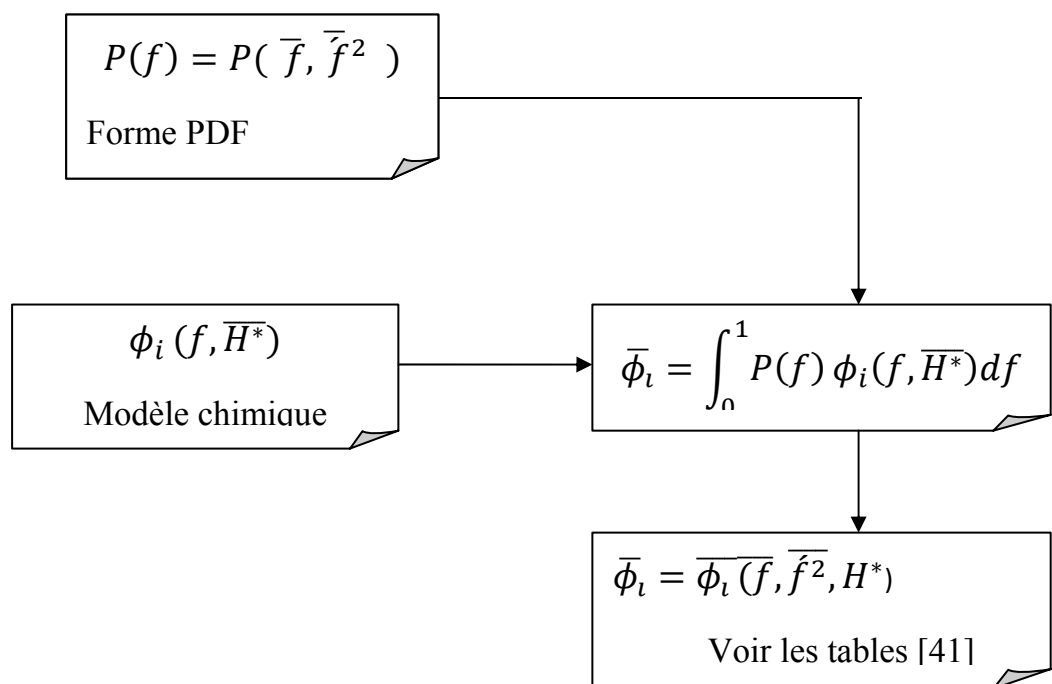 P(f) = P( f̅, f́̅² )
Forme PDF
ϕᵢ (f, H̅*̅)
Modèle chimique
ϕ̅ᵢ = ∫₀¹ P(f) ϕᵢ(f, H̅*̅)df
ϕ̅ᵢ = ϕ̅ᵢ̅ (̅f̅, f́̅²̅, H*)
Voir les tables [41]